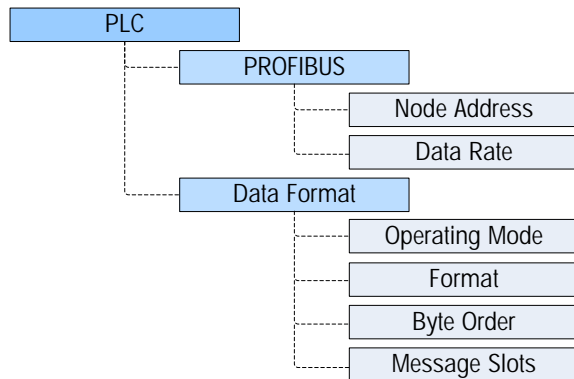 PLC
PROFIBUS
Node Address
Data Rate
Data Format
Operating Mode
Format
Byte Order
Message Slots